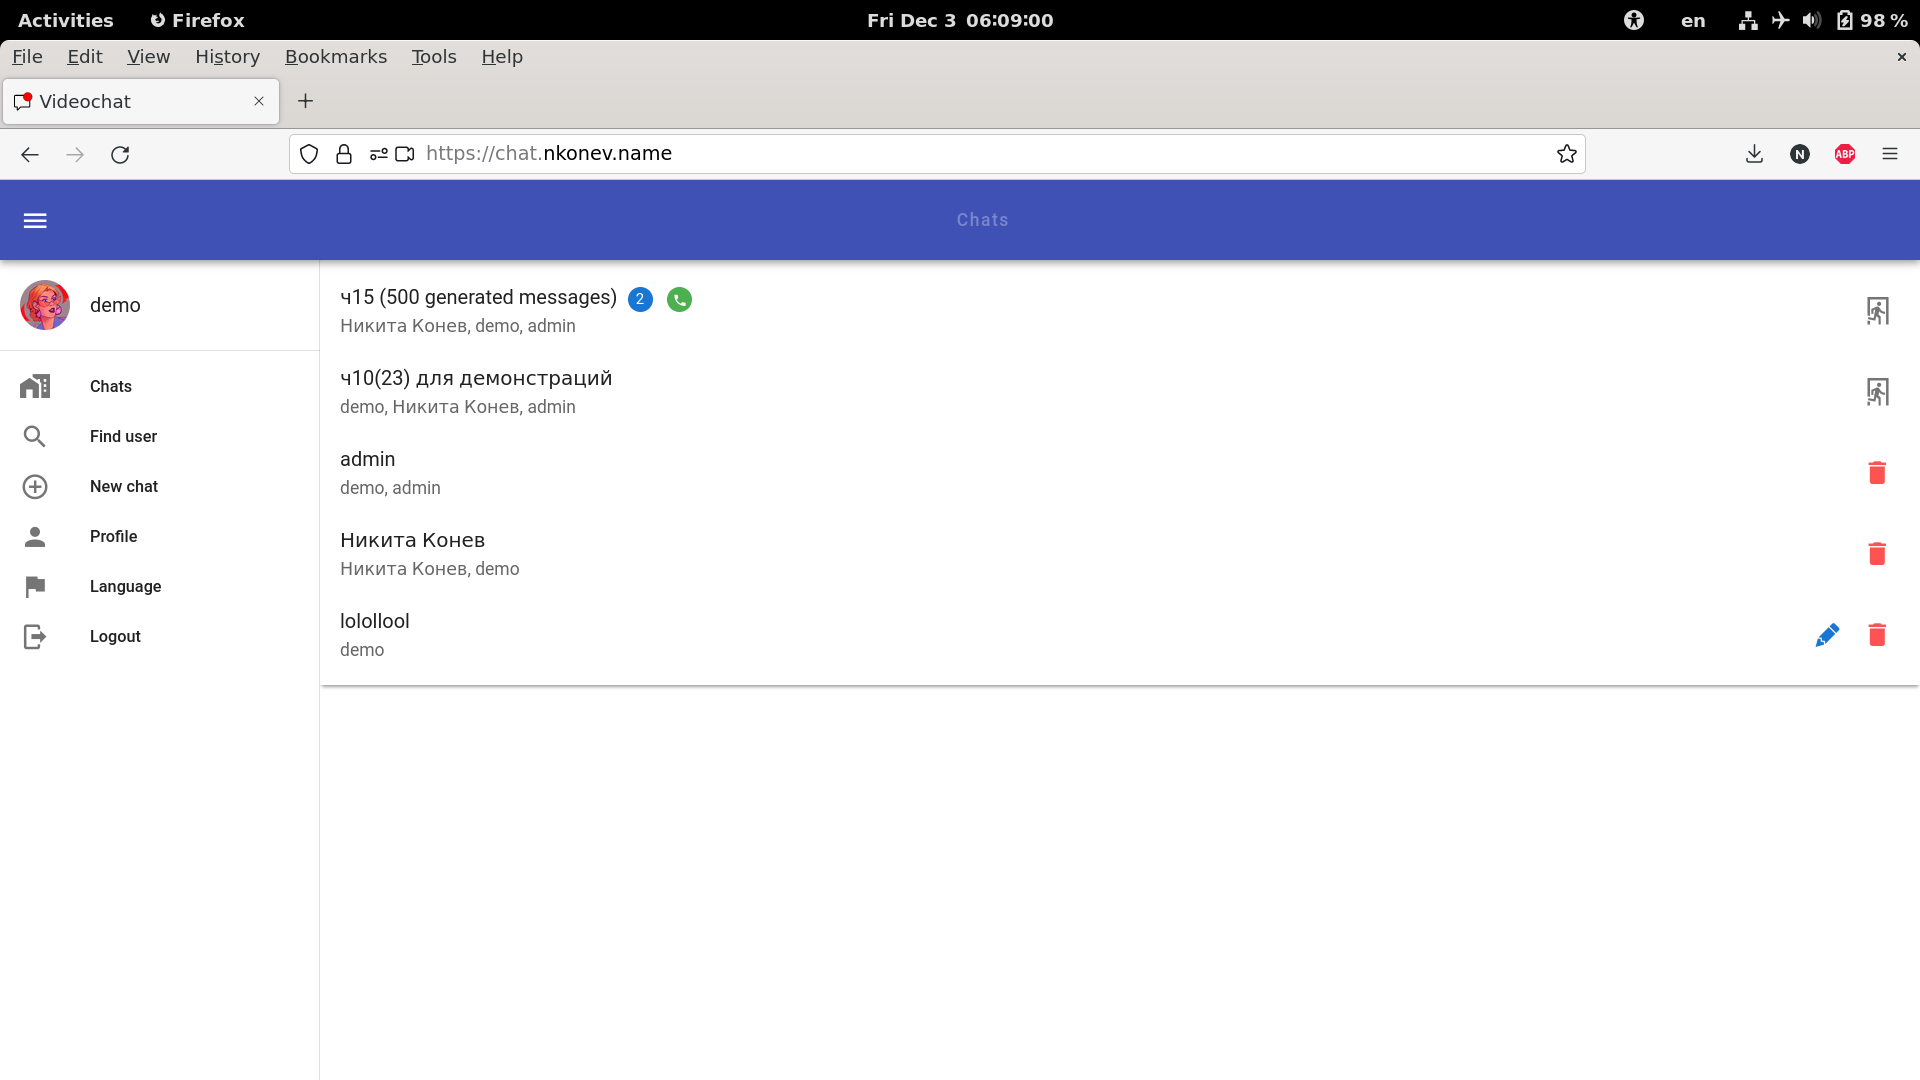 Activities Firefox Fri Dec 3 06:09:00 en 98 %
File Edit View History Bookmarks Tools Help
Videochat
https://chat.nkonev.name N ABP
Chats
demo
Chats
Find user
New chat
Profile
Language
Logout
ч15 (500 generated messages) 2
Никита Конев, demo, admin
ч10(23) для демонстраций
demo, Никита Конев, admin
admin
demo, admin
Никита Конев
Никита Конев, demo
lolollool
demo